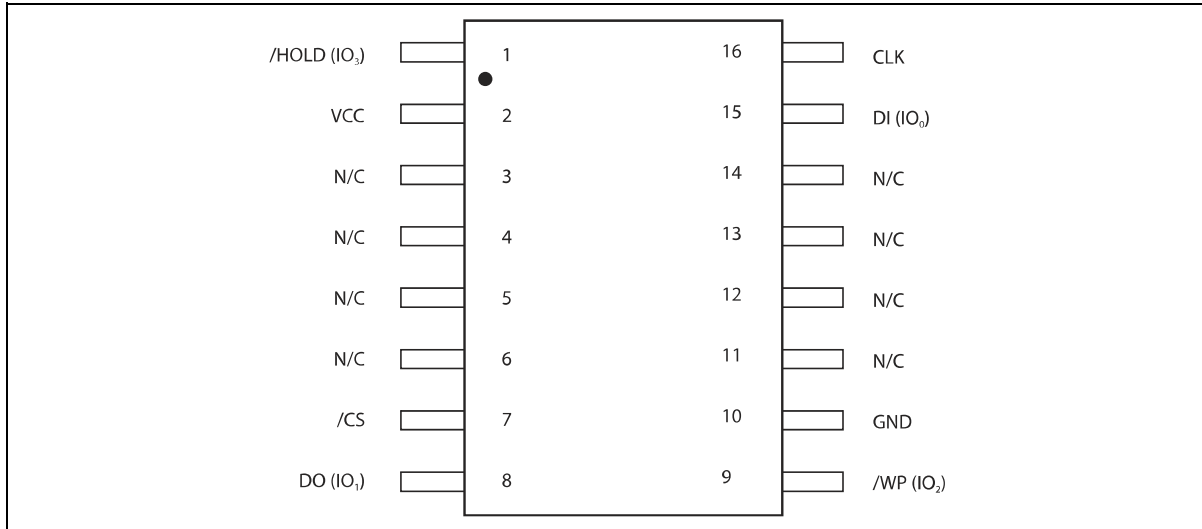 /HOLD (IO₃) 1 16 CLK
VCC 2 15 DI (IO₀)
N/C 3 14 N/C
N/C 4 13 N/C
N/C 5 12 N/C
N/C 6 11 N/C
/CS 7 10 GND
DO (IO₁) 8 9 /WP (IO₂)